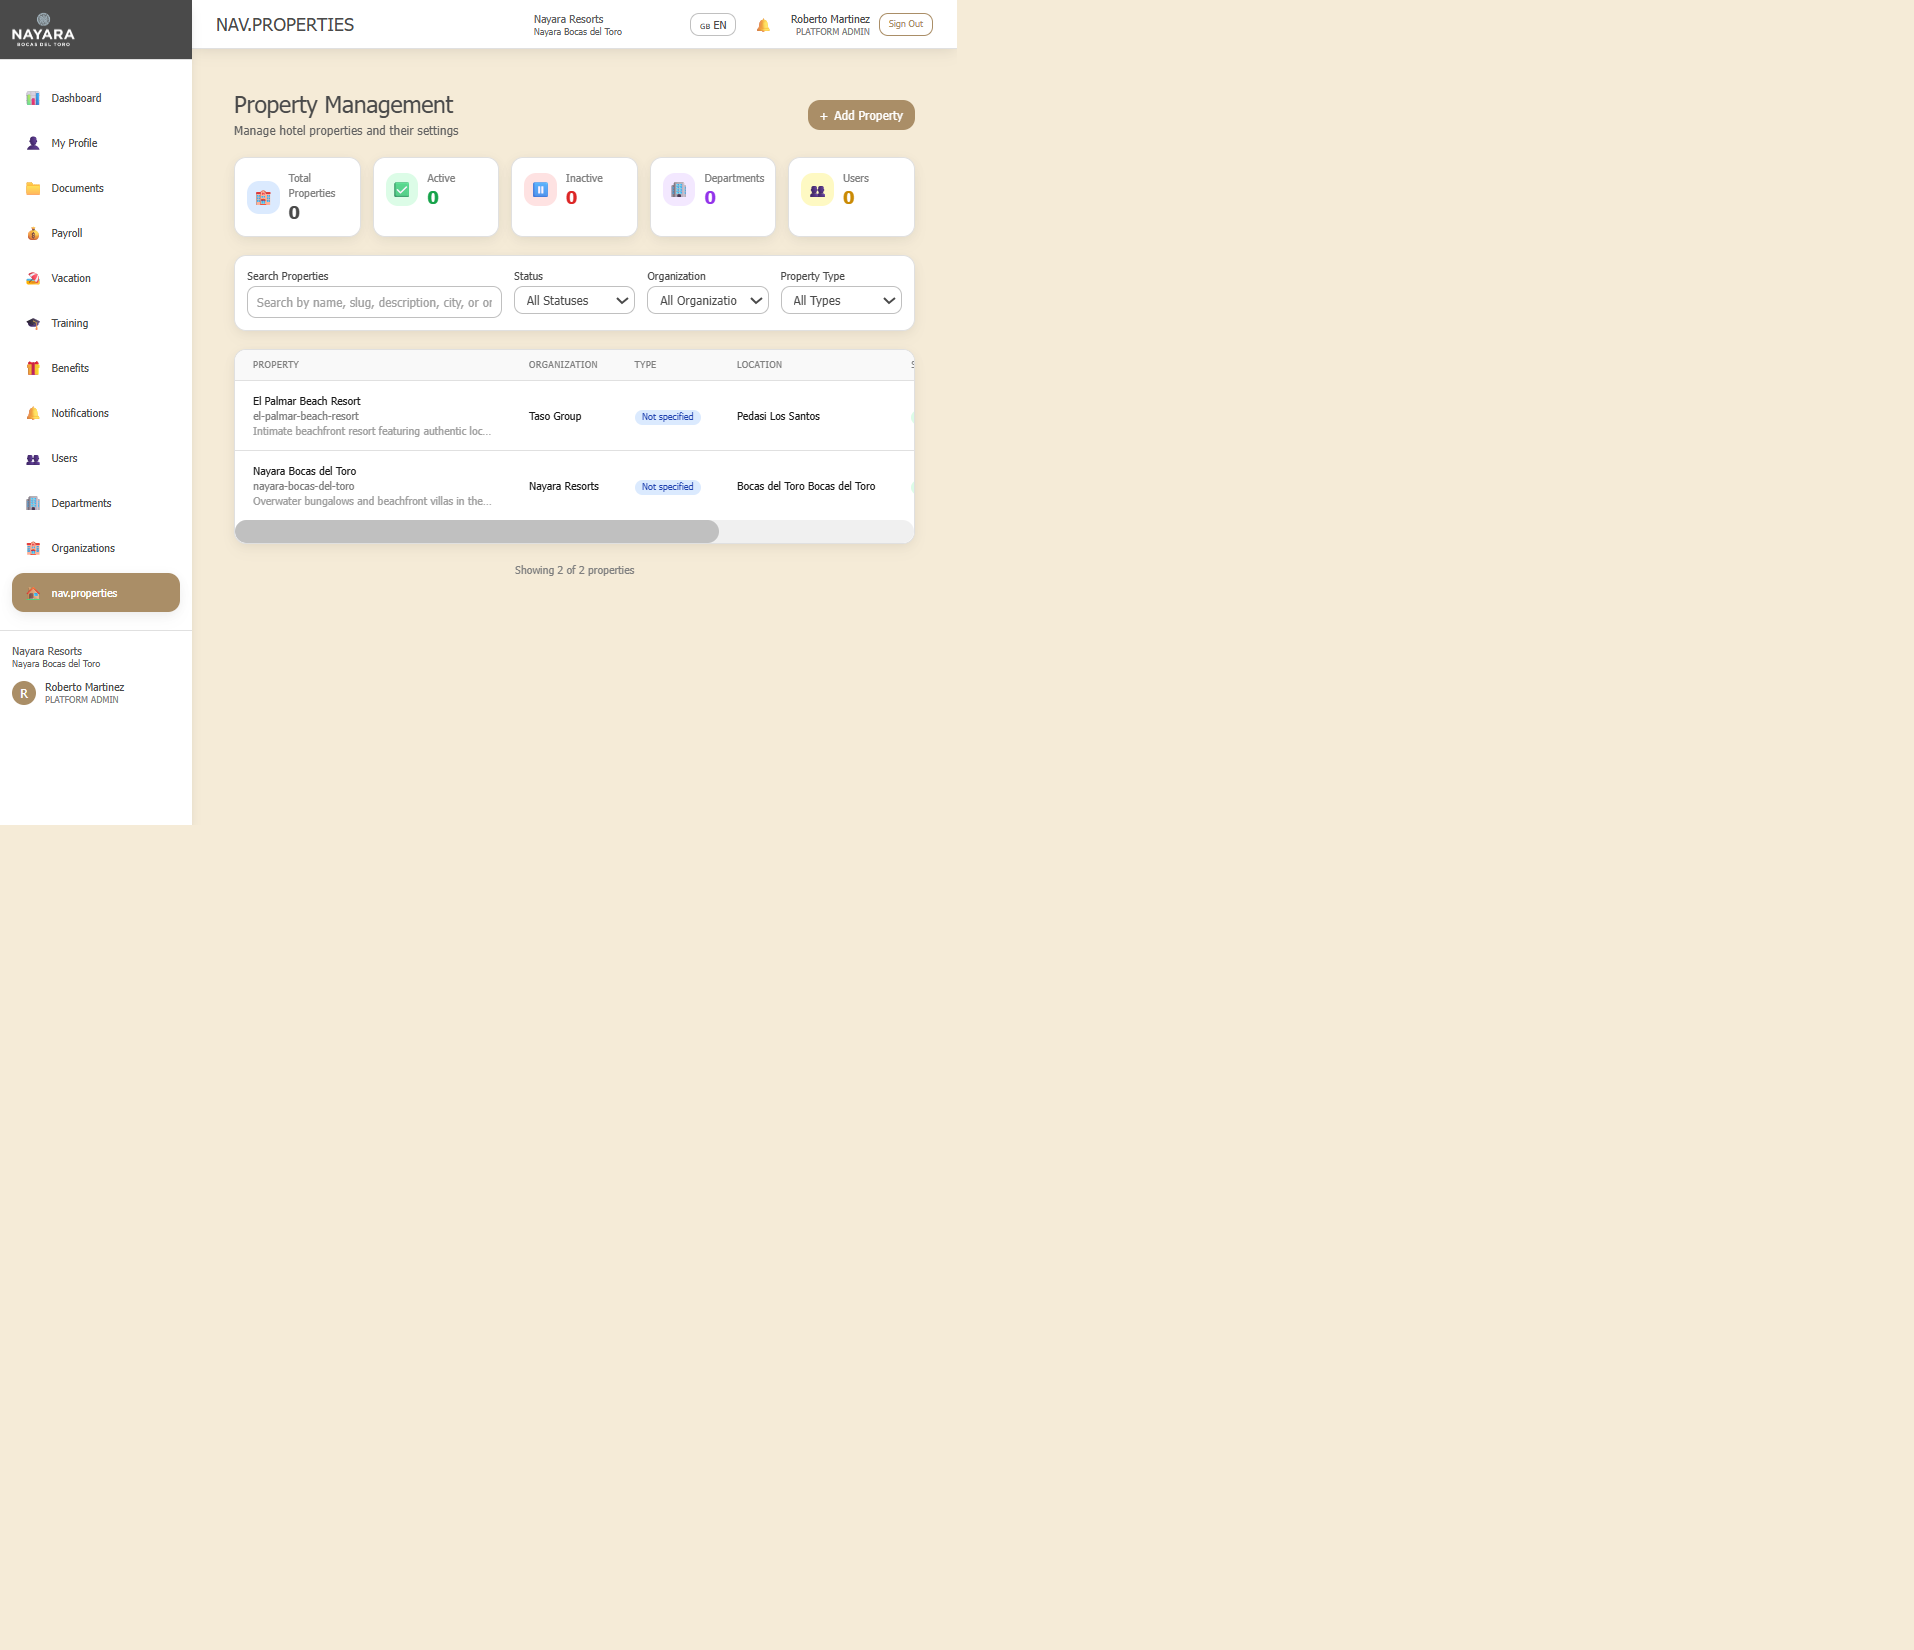 NAYARA
BOCAS DEL TORO
Dashboard
My Profile
Documents
Payroll
Vacation
Training
Benefits
Notifications
Users
Departments
Organizations
nav.properties
Nayara Resorts
Nayara Bocas del Toro
R
Roberto Martinez
PLATFORM ADMIN
NAV.PROPERTIES
Nayara Resorts
Nayara Bocas del Toro
GB EN
Roberto Martinez
PLATFORM ADMIN
Sign Out
Property Management
Manage hotel properties and their settings
+ Add Property
Total
Properties
0
Active
0
Inactive
0
Departments
0
Users
0
Search Properties
Search by name, slug, description, city, or or
Status
All Statuses
Organization
All Organizatio
Property Type
All Types
PROPERTY ORGANIZATION TYPE LOCATION
El Palmar Beach Resort
el-palmar-beach-resort
Intimate beachfront resort featuring authentic loc...
Taso Group
Not specified
Pedasi Los Santos
Nayara Bocas del Toro
nayara-bocas-del-toro
Overwater bungalows and beachfront villas in the...
Nayara Resorts
Not specified
Bocas del Toro Bocas del Toro
Showing 2 of 2 properties